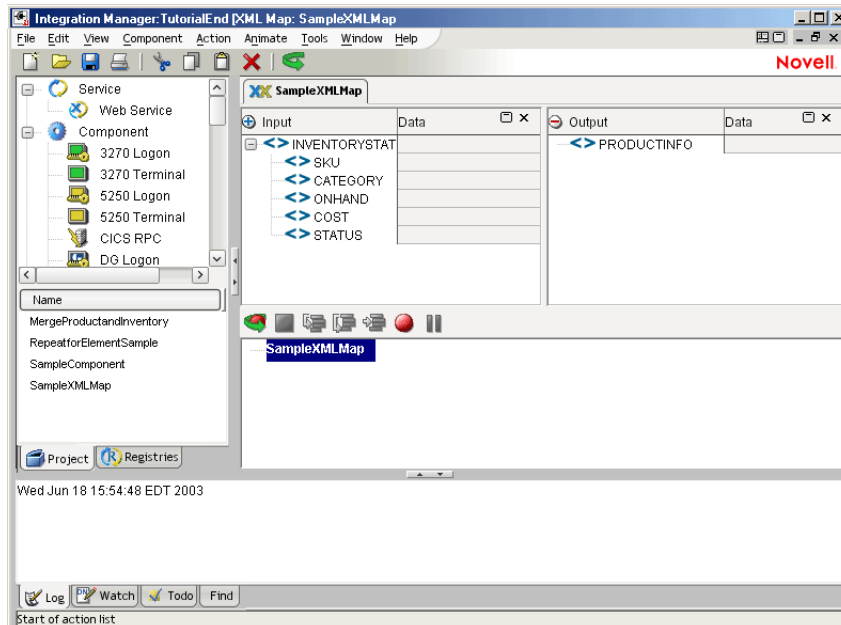 Integration Manager:TutorialEnd [XML Map: SampleXMLMap
File Edit View Component Action Animate Tools Window Help
Novell.
Service
Web Service
Component
3270 Logon
3270 Terminal
5250 Logon
5250 Terminal
CICS RPC
DG Logon
Name
MergeProductandInventory
RepeatforElementSample
SampleComponent
SampleXMLMap
Project Registries
SampleXMLMap
Input Data
INVENTORYSTAT
SKU
CATEGORY
ONHAND
COST
STATUS
Output Data
PRODUCTINFO
SampleXMLMap
Wed Jun 18 15:54:48 EDT 2003
Log Watch Todo Find
Start of action list